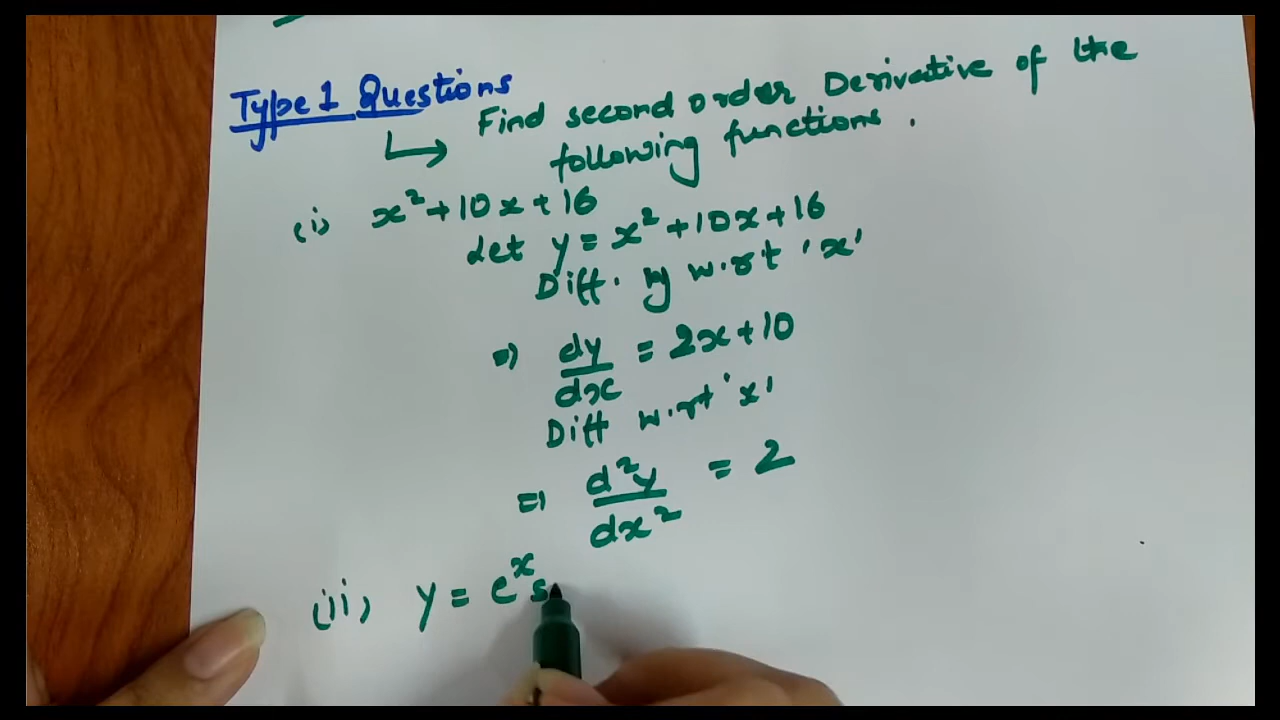 Type 1 Questions
↳ Find second order Derivative of the
following functions.
(i) x²+10x+16
Let y = x²+10x+16
Diff. by w.r.t 'x'
⇒ dy/dx = 2x+10
Diff w.r.t 'x'
⇒ d²y/dx² = 2
(ii) y = eˣs